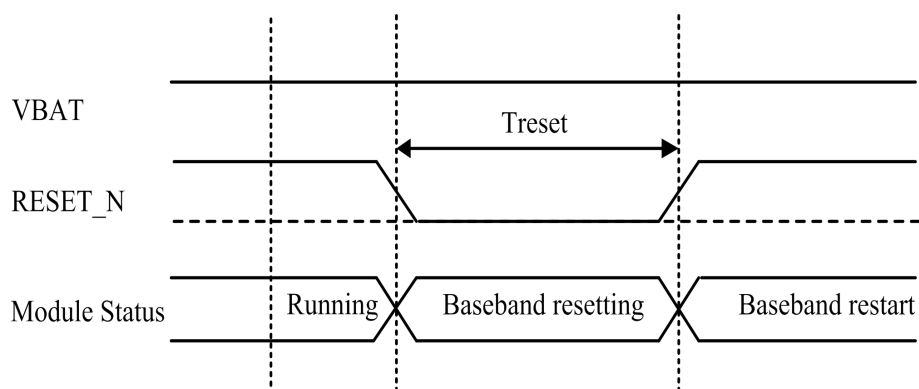 VBAT
Treset
RESET_N
Module Status
Running
Baseband resetting
Baseband restart